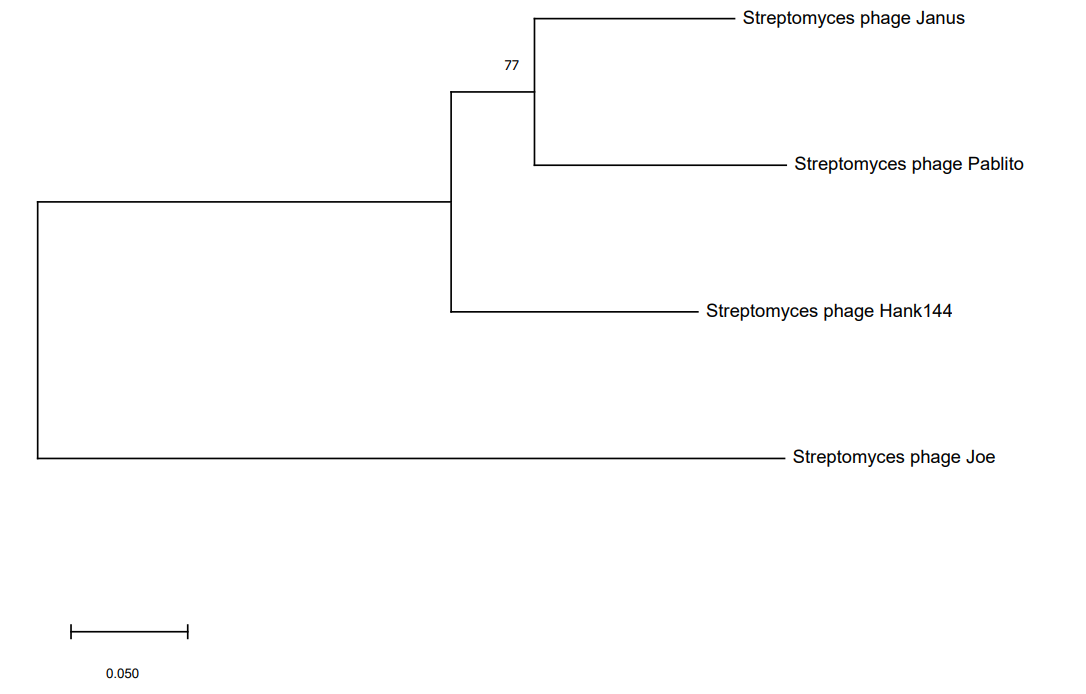 Streptomyces phage Janus
77
Streptomyces phage Pablito
Streptomyces phage Hank144
Streptomyces phage Joe
0.050